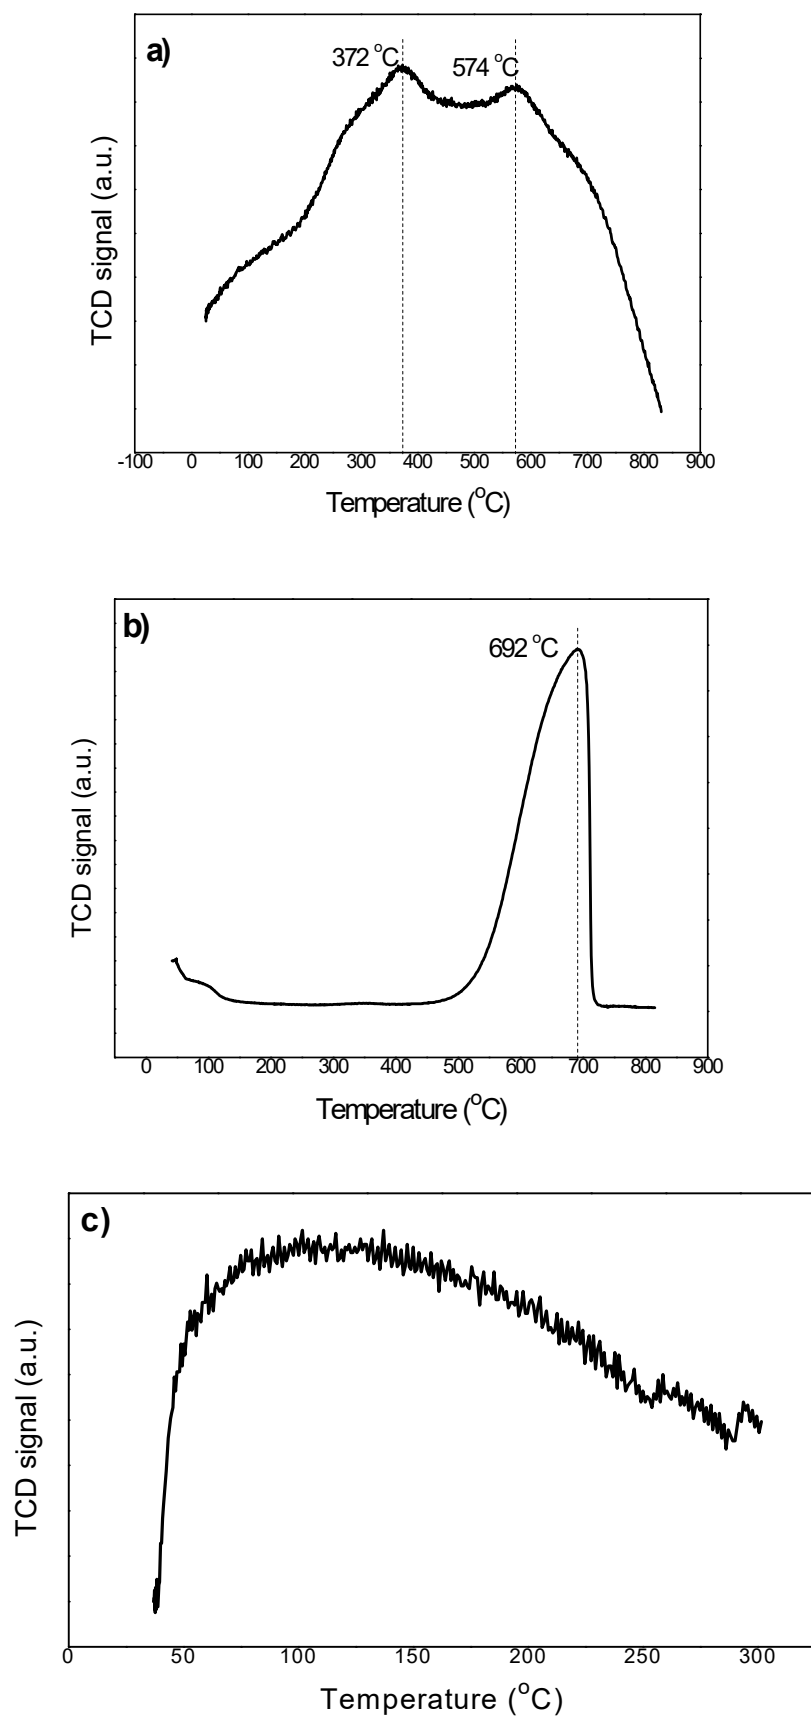 a)
372 °C
574 °C
TCD signal (a.u.)
-100 0 100 200 300 400 500 600 700 800 900
Temperature (°C)
b)
692 °C
TCD signal (a.u.)
0 100 200 300 400 500 600 700 800 900
Temperature (°C)
c)
TCD signal (a.u.)
0 50 100 150 200 250 300
Temperature (°C)